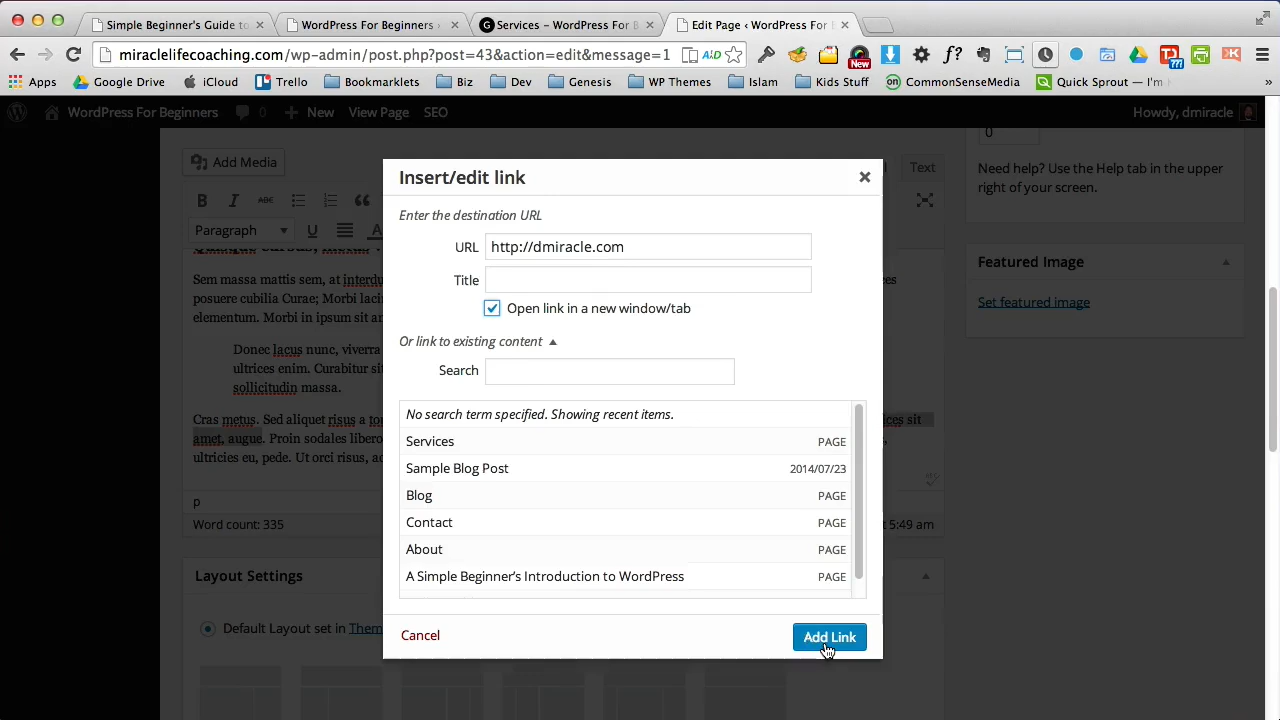 Simple Beginner's Guide to
WordPress For Beginners
Services – WordPress For B
Edit Page ‹ WordPress For B
miraclelifecoaching.com/wp-admin/post.php?post=43&action=edit&message=1
Apps Google Drive iCloud Trello Bookmarklets Biz Dev Genesis WP Themes Islam Kids Stuff CommonSenseMedia Quick Sprout — I'm
WordPress For Beginners 0 New View Page SEO Howdy, dmiracle
Add Media
Text
0
Need help? Use the Help tab in the upper
right of your screen.
Paragraph
Featured Image
Set featured image
Sem massa mattis sem, at interdu
posuere cubilia Curae; Morbi laci
elementum. Morbi in ipsum sit am
Donec lacus nunc, viverra
ultrices enim. Curabitur si
sollicitudin massa.
Cras metus. Sed aliquet risus a to
ces sit
amet, augue. Proin sodales libero
ultricies eu, pede. Ut orci risus, ac
p
Word count: 335
t 5:49 am
Layout Settings
Default Layout set in Them
Insert/edit link
Enter the destination URL
URL http://dmiracle.com
Title
Open link in a new window/tab
Or link to existing content
Search
No search term specified. Showing recent items.
Services PAGE
Sample Blog Post 2014/07/23
Blog PAGE
Contact PAGE
About PAGE
A Simple Beginner's Introduction to WordPress PAGE
Cancel
Add Link